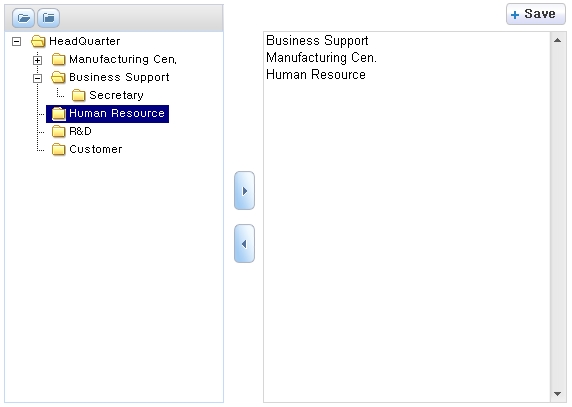 + Save
HeadQuarter
Manufacturing Cen.
Business Support
Secretary
Human Resource
R&D
Customer
Business Support
Manufacturing Cen.
Human Resource